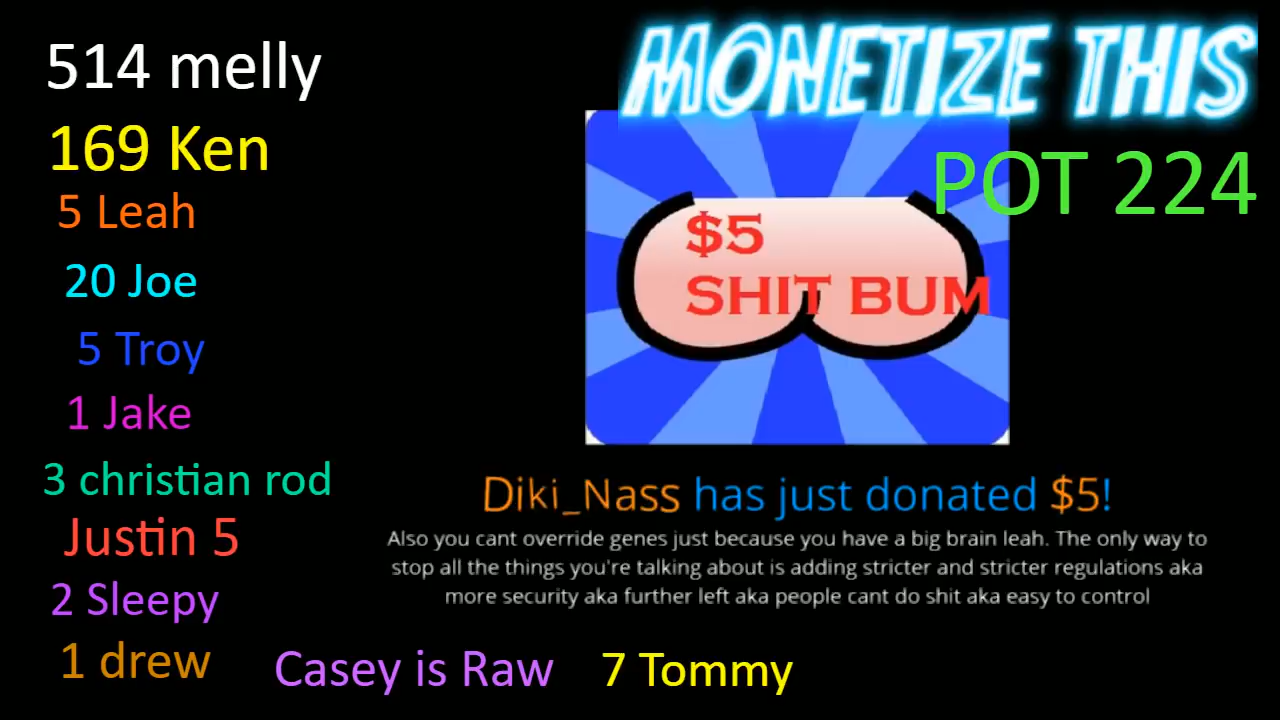 514 melly
MONETIZE THIS
169 Ken
POT 224
5 Leah
$5
20 Joe
SHIT BUM
5 Troy
1 Jake
3 christian rod
Diki_Nass has just donated $5!
Justin 5
Also you cant override genes just because you have a big brain leah. The only way to
stop all the things you're talking about is adding stricter and stricter regulations aka
more security aka further left aka people cant do shit aka easy to control
2 Sleepy
1 drew
Casey is Raw
7 Tommy